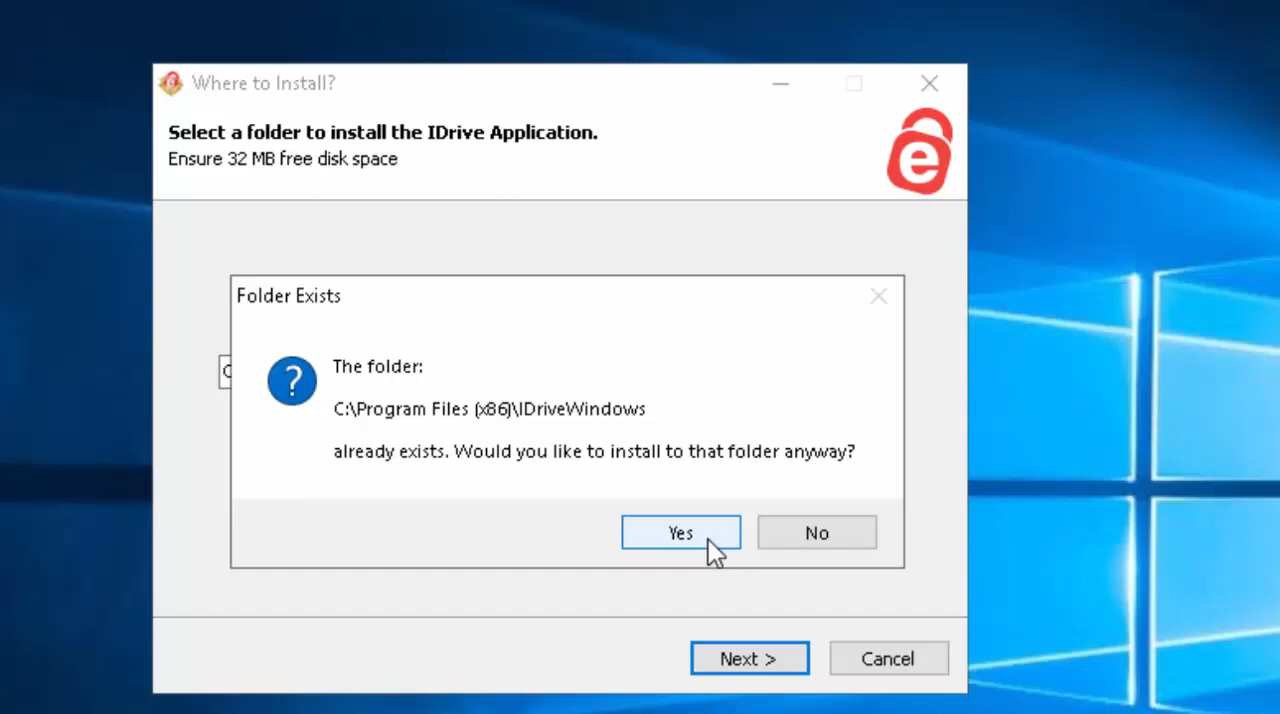 Where to Install?
Select a folder to install the IDrive Application.
Ensure 32 MB free disk space
e
Folder Exists
C
?
The folder:
C:\Program Files (x86)\IDriveWindows
already exists. Would you like to install to that folder anyway?
Yes
No
Next >
Cancel